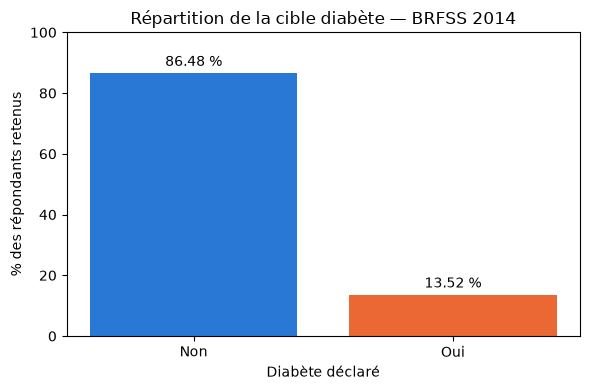 Répartition de la cible diabète — BRFSS 2014
% des répondants retenus
100
80
60
40
20
0
86.48 %
13.52 %
Non
Oui
Diabète déclaré